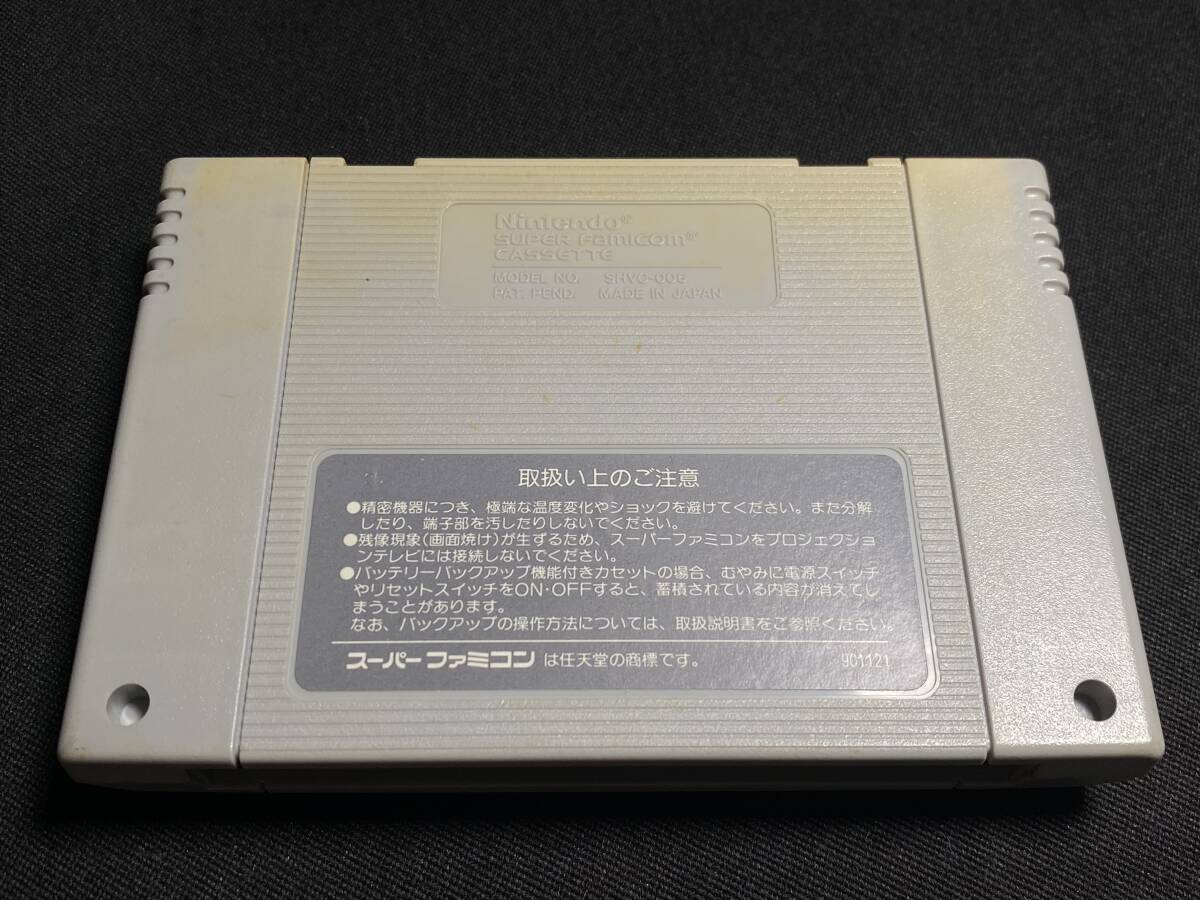 Nintendo®
SUPER FAMICOM®
CASSETTE
MODEL NO. SHVC-006
PAT. PEND. MADE IN JAPAN
取扱い上のご注意
●精密機器につき、極端な温度変化やショックを避けてください。また分解
したり、端子部を汚したりしないでください。
●残像現象(画面焼け)が生ずるため、スーパーファミコンをプロジェクショ
ンテレビには接続しないでください。
●バッテリーバックアップ機能付きカセットの場合、むやみに電源スイッチ
やリセットスイッチをON・OFFすると、蓄積されている内容が消えてし
まうことがあります。
なお、バックアップの操作方法については、取扱説明書をご参照ください。
スーパーファミコン は任天堂の商標です。 901121